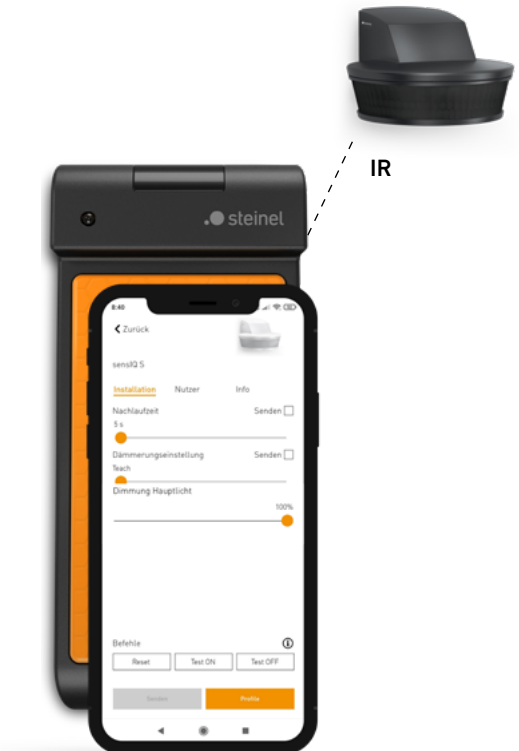 IR
steinel
8:40
Zurück
sensIQ S
Installation Nutzer Info
Nachlaufzeit Senden
5 s
Dämmerungseinstellung Senden
Teach
Dimmung Hauptlicht
100%
Befehle
Reset Test ON Test OFF
Senden Profile